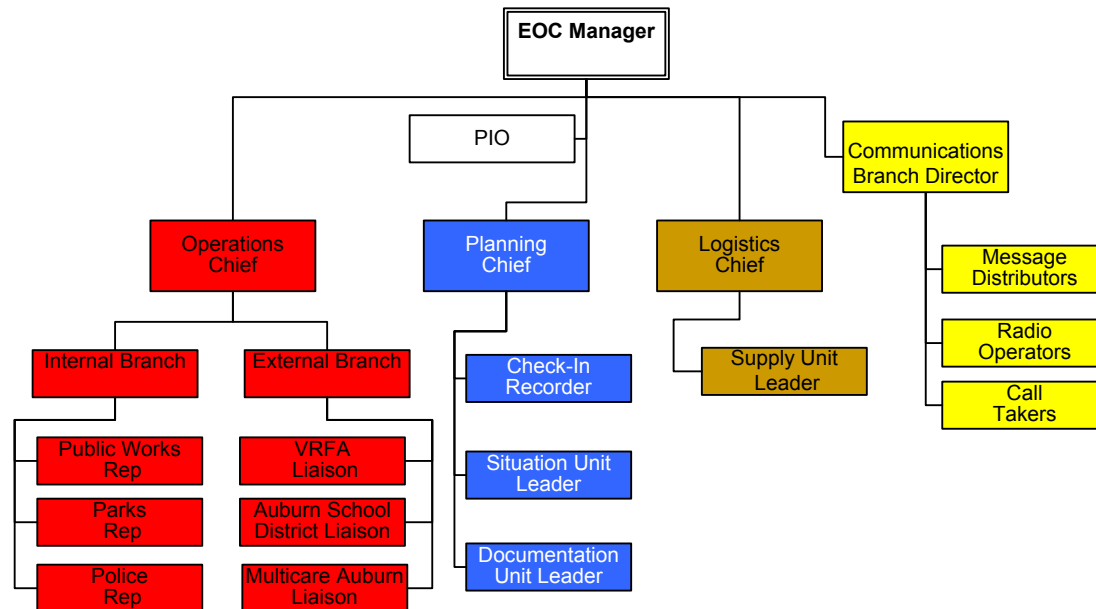 EOC Manager
PIO
Communications
Branch Director
Operations
Chief
Planning
Chief
Logistics
Chief
Message
Distributors
Radio
Operators
Call
Takers
Internal Branch
External Branch
Check-In
Recorder
Supply Unit
Leader
Public Works
Rep
VRFA
Liaison
Situation Unit
Leader
Parks
Rep
Auburn School
District Liaison
Documentation
Unit Leader
Police
Rep
Multicare Auburn
Liaison